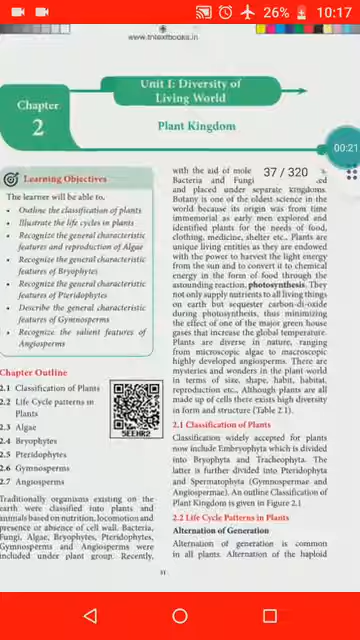 26% 10:17
www.tntextbooks.in
Chapter
2
Unit I: Diversity of
Living World
Plant Kingdom
00:21
37 / 320
Learning Objectives
The learner will be able to,
• Outline the classification of plants
• Illustrate the life cycles in plants
• Recognize the general characteristic
features and reproduction of Algae
• Recognize the general characteristic
features of Bryophytes
• Recognize the general characteristic
features of Pteridophytes
• Describe the general characteristic
features of Gymnosperms
• Recognize the salient features of
Angiosperms
Chapter Outline
2.1 Classification of Plants
2.2 Life Cycle patterns in
Plants
2.3 Algae
2.4 Bryophytes
2.5 Pteridophytes
2.6 Gymnosperms
2.7 Angiosperms
5EEHR2
Traditionally organisms existing on the
earth were classified into plants and
animals based on nutrition, locomotion and
presence or absence of cell wall. Bacteria,
Fungi, Algae, Bryophytes, Pteridophytes,
Gymnosperms and Angiosperms were
included under plant group. Recently,
with the aid of mole
Bacteria and Fungi ed
and placed under separate kingdoms.
Botany is one of the oldest science in the
world because its origin was from time
immemorial as early men explored and
identified plants for the needs of food,
clothing, medicine, shelter etc., Plants are
unique living entities as they are endowed
with the power to harvest the light energy
from the sun and to convert it to chemical
energy in the form of food through the
astounding reaction, photosynthesis. They
not only supply nutrients to all living things
on earth but sequester carbon-di-oxide
during photosynthesis, thus minimizing
the effect of one of the major green house
gases that increase the global temperature.
Plants are diverse in nature, ranging
from microscopic algae to macroscopic
highly developed angiosperms. There are
mysteries and wonders in the plant world
in terms of size, shape, habit, habitat,
reproduction etc., Although plants are all
made up of cells there exists high diversity
in form and structure (Table 2.1).
2.1 Classification of Plants
Classification widely accepted for plants
now include Embryophyta which is divided
into Bryophyta and Tracheophyta. The
latter is further divided into Pteridophyta
and Spermatophyta (Gymnospermae and
Angiospermae). An outline Classification of
Plant Kingdom is given in Figure 2.1
2.2 Life Cycle Patterns in Plants
Alternation of Generation
Alternation of generation is common
in all plants. Alternation of the haploid